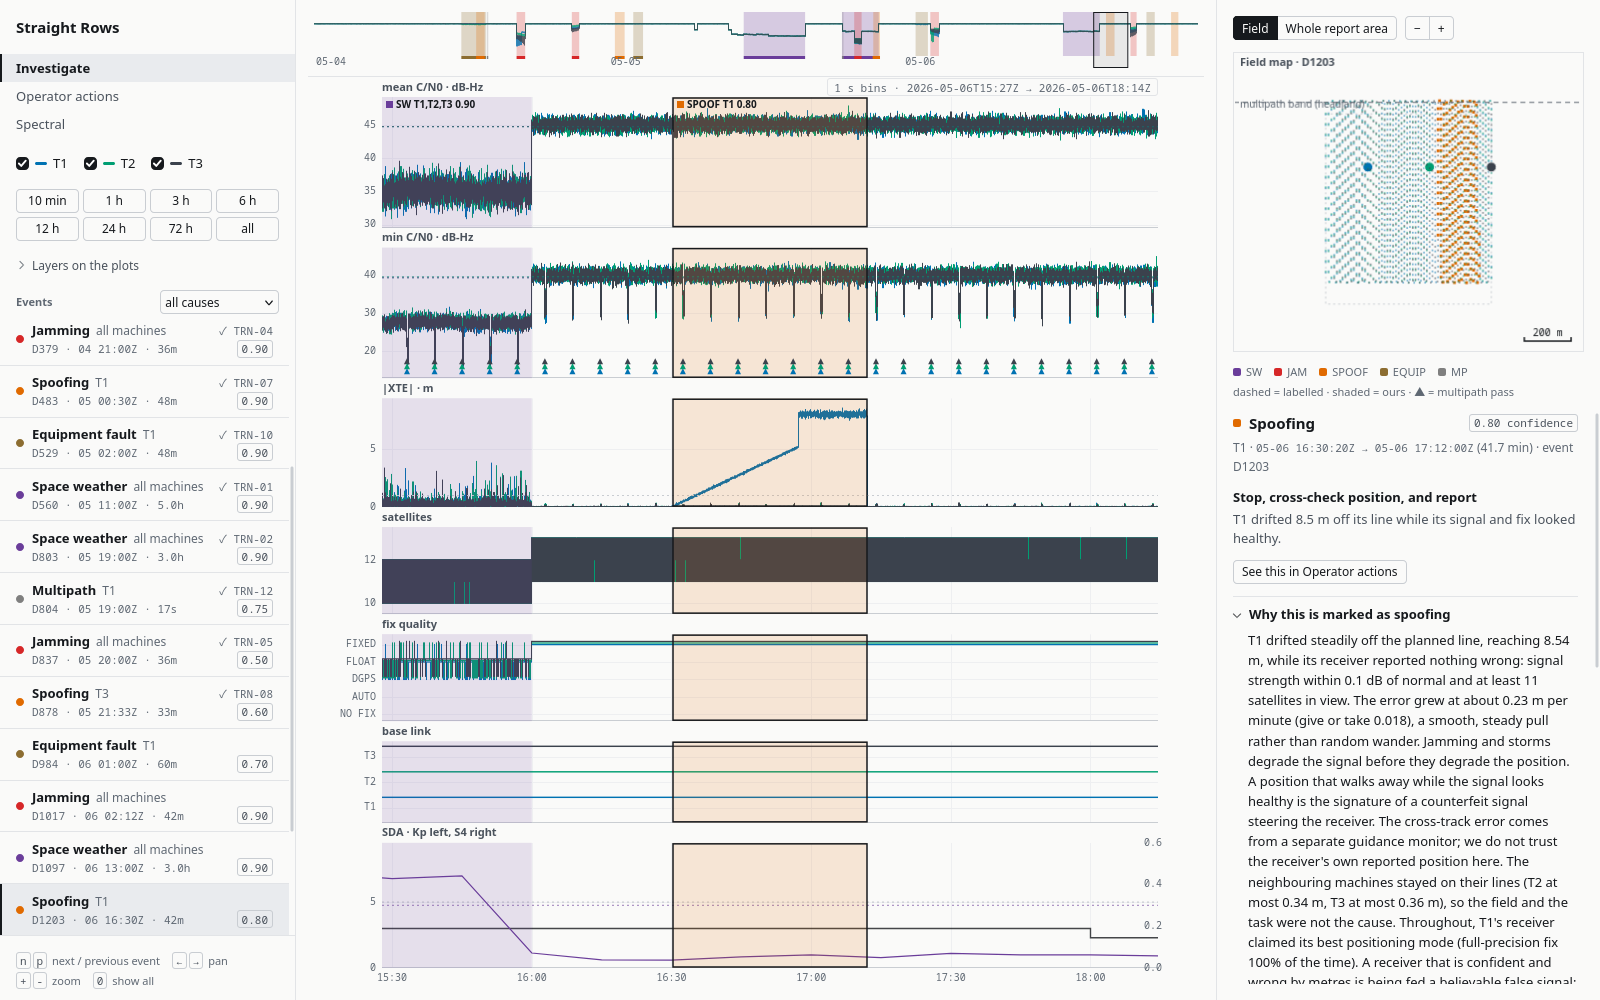 Straight Rows
Investigate
Operator actions
Spectral
T1 T2 T3
10 min 1 h 3 h 6 h
12 h 24 h 72 h all
Layers on the plots
Events all causes
Jamming all machines ✓ TRN-04
D379 · 04 21:00Z · 36m 0.90
Spoofing T1 ✓ TRN-07
D483 · 05 00:30Z · 48m 0.90
Equipment fault T1 ✓ TRN-10
D529 · 05 02:00Z · 48m 0.90
Space weather all machines ✓ TRN-01
D560 · 05 11:00Z · 5.0h 0.90
Space weather all machines ✓ TRN-02
D803 · 05 19:00Z · 3.0h 0.90
Multipath T1 ✓ TRN-12
D804 · 05 19:00Z · 17s 0.75
Jamming all machines ✓ TRN-05
D837 · 05 20:00Z · 36m 0.50
Spoofing T3 ✓ TRN-08
D878 · 05 21:33Z · 33m 0.60
Equipment fault T1
D984 · 06 01:00Z · 60m 0.70
Jamming all machines
D1017 · 06 02:12Z · 42m 0.90
Space weather all machines
D1097 · 06 13:00Z · 3.0h 0.90
Spoofing T1
D1203 · 06 16:30Z · 42m 0.80
n p next / previous event ← → pan
+ - zoom 0 show all
05-04 05-05 05-06
mean C/N0 · dB-Hz
1 s bins · 2026-05-06T15:27Z → 2026-05-06T18:14Z
SW T1,T2,T3 0.90 SPOOF T1 0.80
45
40
35
30
min C/N0 · dB-Hz
40
30
20
|XTE| · m
5
0
satellites
12
10
fix quality
FIXED
FLOAT
DGPS
AUTO
NO FIX
base link
T3
T2
T1
SDA · Kp left, S4 right
0.6
0.4
5
0.2
0 0.0
15:30 16:00 16:30 17:00 17:30 18:00
Field Whole report area − +
Field map · D1203
multipath band (headland)
200 m
SW JAM SPOOF EQUIP MP
dashed = labelled · shaded = ours · ▲ = multipath pass
Spoofing 0.80 confidence
T1 · 05-06 16:30:20Z → 05-06 17:12:00Z (41.7 min) · event
D1203
Stop, cross-check position, and report
T1 drifted 8.5 m off its line while its signal and fix looked
healthy.
See this in Operator actions
Why this is marked as spoofing
T1 drifted steadily off the planned line, reaching 8.54
m, while its receiver reported nothing wrong: signal
strength within 0.1 dB of normal and at least 11
satellites in view. The error grew at about 0.23 m per
minute (give or take 0.018), a smooth, steady pull
rather than random wander. Jamming and storms
degrade the signal before they degrade the position.
A position that walks away while the signal looks
healthy is the signature of a counterfeit signal
steering the receiver. The cross-track error comes
from a separate guidance monitor; we do not trust
the receiver's own reported position here. The
neighbouring machines stayed on their lines (T2 at
most 0.34 m, T3 at most 0.36 m), so the field and the
task were not the cause. Throughout, T1's receiver
claimed its best positioning mode (full-precision fix
100% of the time). A receiver that is confident and
wrong by metres is being fed a believable false signal;